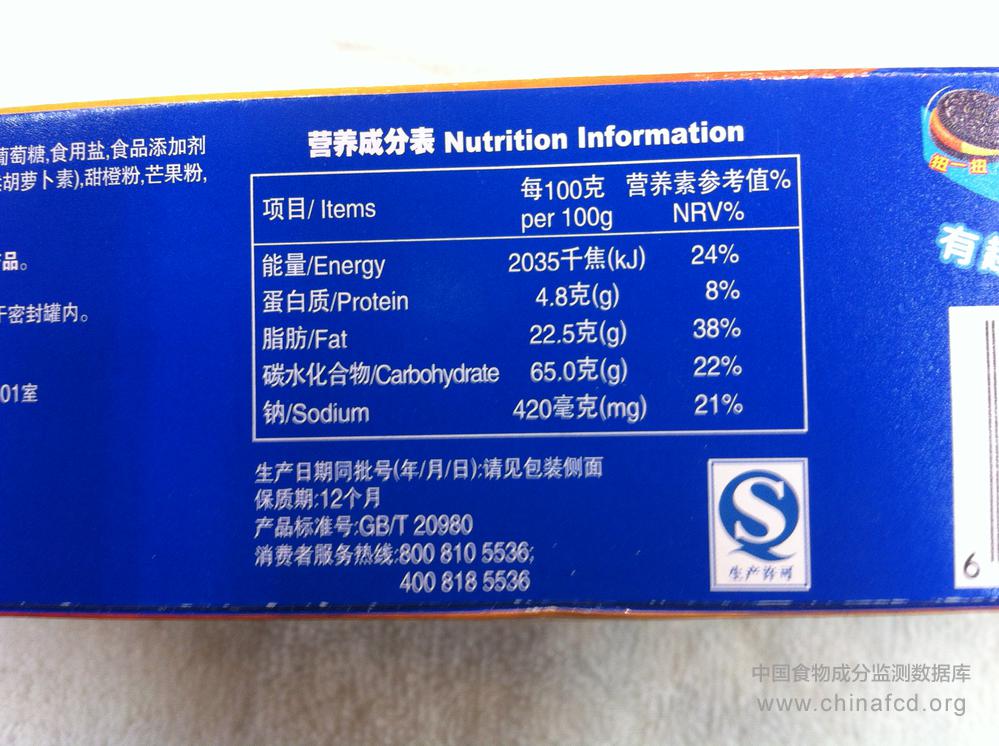 葡萄糖,食用盐,食品添加剂
胡萝卜素),甜橙粉,芒果粉,
品。
于密封罐内。
01室
营养成分表 Nutrition Information
项目/ Items
每100克 营养素参考值%
per 100g NRV%
能量/Energy 2035千焦(kJ) 24%
蛋白质/Protein 4.8克(g) 8%
脂肪/Fat 22.5克(g) 38%
碳水化合物/Carbohydrate 65.0克(g) 22%
钠/Sodium 420毫克(mg) 21%
生产日期同批号(年/月/日):请见包装侧面
保质期:12个月
产品标准号:GB/T 20980
消费者服务热线:800 810 5536;
400 818 5536
生产许可
扭一扭
有趣
6
中国食物成分监测数据库
www.chinafcd.org